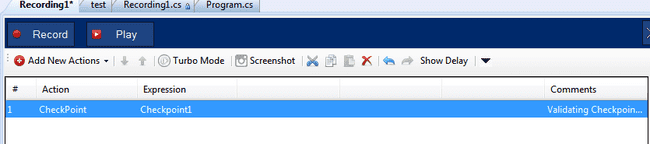 Recording1* test Recording1.cs Program.cs
Record Play
Add New Actions Turbo Mode Screenshot Show Delay
# Action Expression Comments
1 CheckPoint Checkpoint1 Validating Checkpoin...